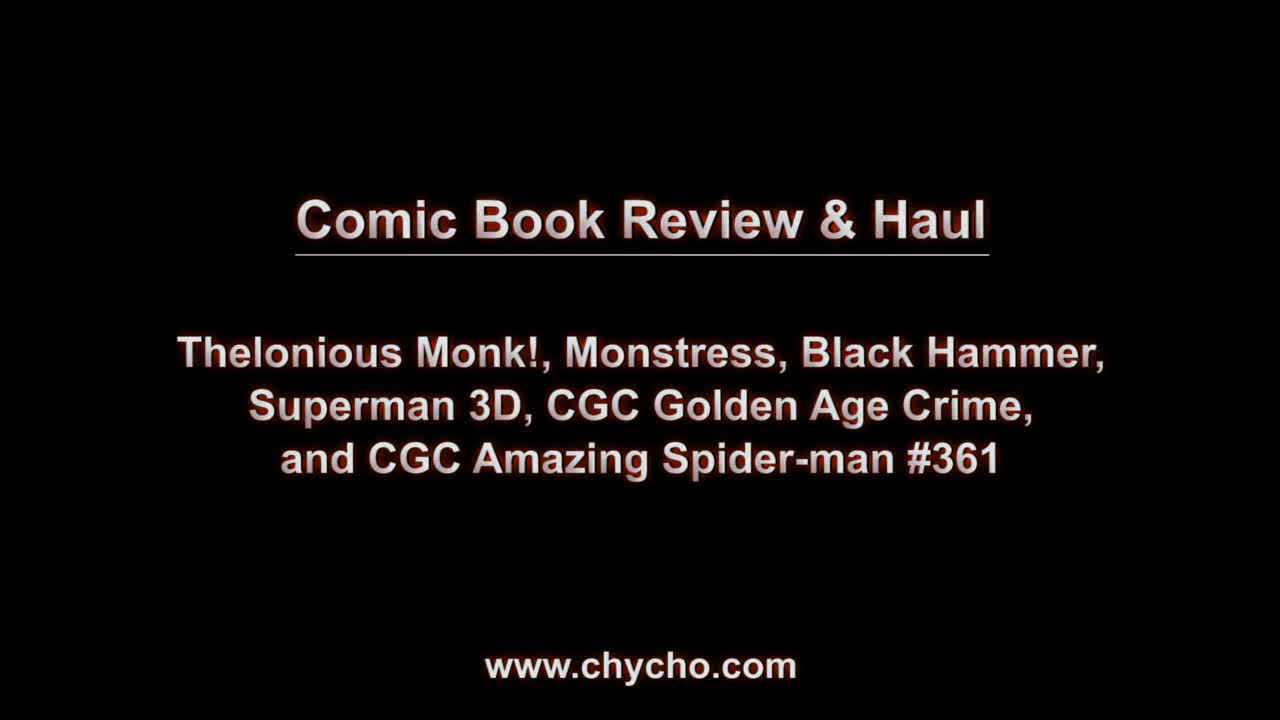 Comic Book Review & Haul
Thelonious Monk!, Monstress, Black Hammer,
Superman 3D, CGC Golden Age Crime,
and CGC Amazing Spider-man #361
www.chycho.com